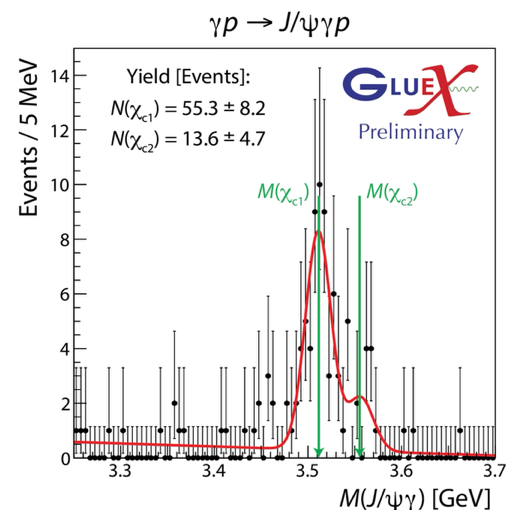 γp → J/ψγp
Events / 5 MeV
14
12
10
8
6
4
2
0
Yield [Events]:
N(χc1) = 55.3 ± 8.2
N(χc2) = 13.6 ± 4.7
GLUEX
Preliminary
M(χc1)
M(χc2)
3.3
3.4
3.5
3.6
3.7
M(J/ψγ) [GeV]